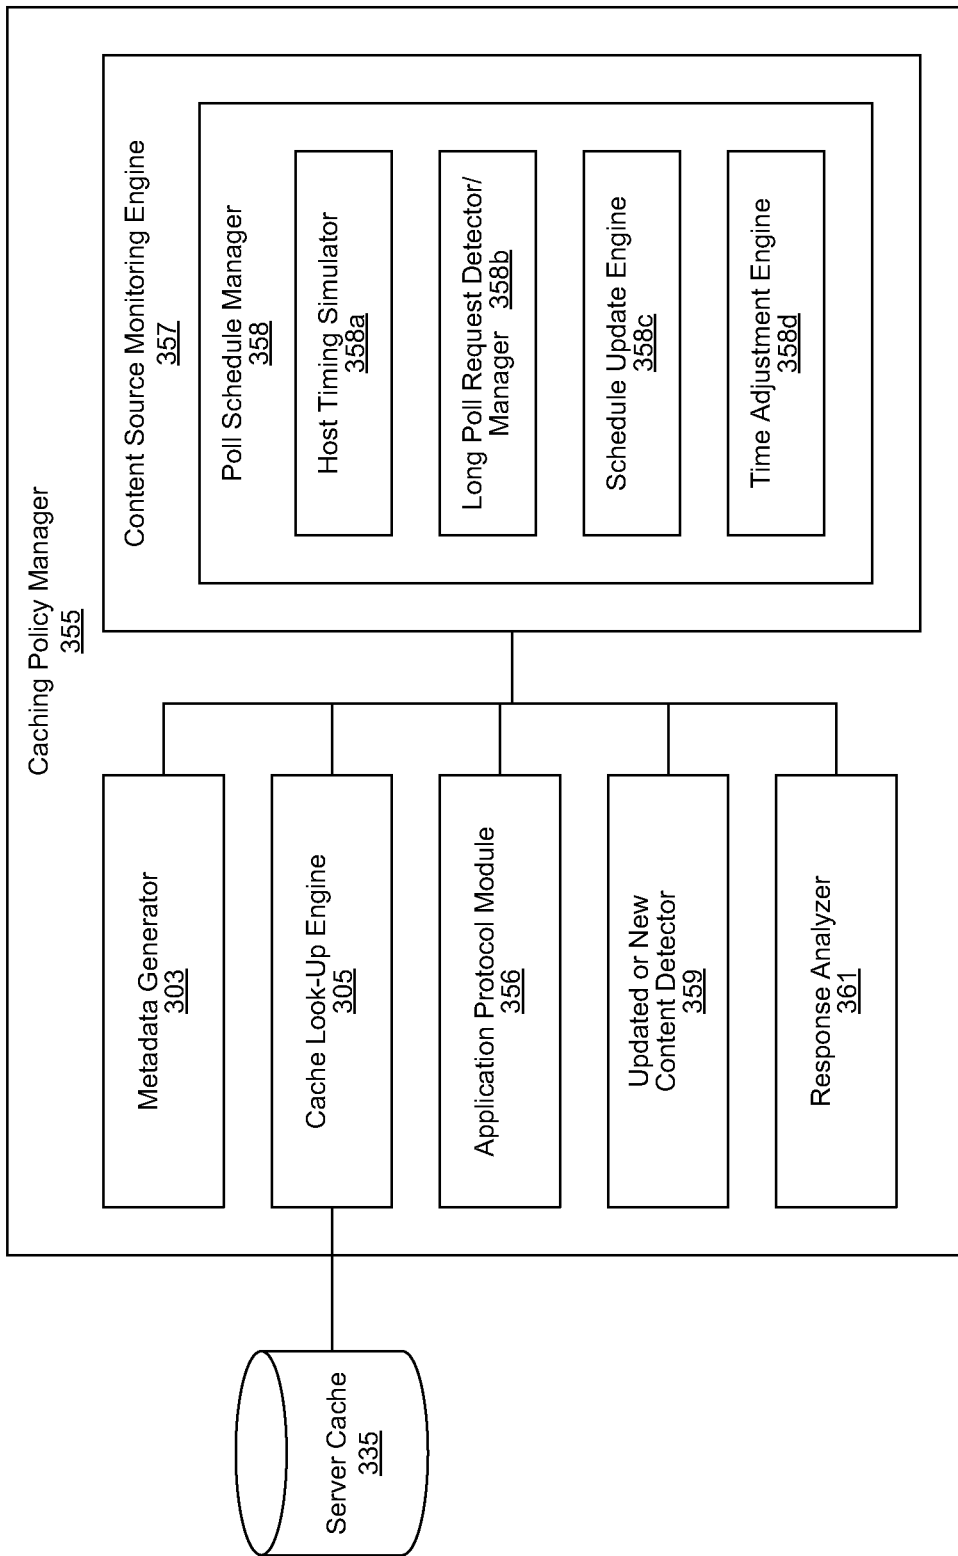 Caching Policy Manager
355
Server Cache
335
Metadata Generator
303
Cache Look-Up Engine
305
Application Protocol Module
356
Updated or New
Content Detector
359
Response Analyzer
361
Content Source Monitoring Engine
357
Poll Schedule Manager
358
Host Timing Simulator
358a
Long Poll Request Detector/
Manager 358b
Schedule Update Engine
358c
Time Adjustment Engine
358d